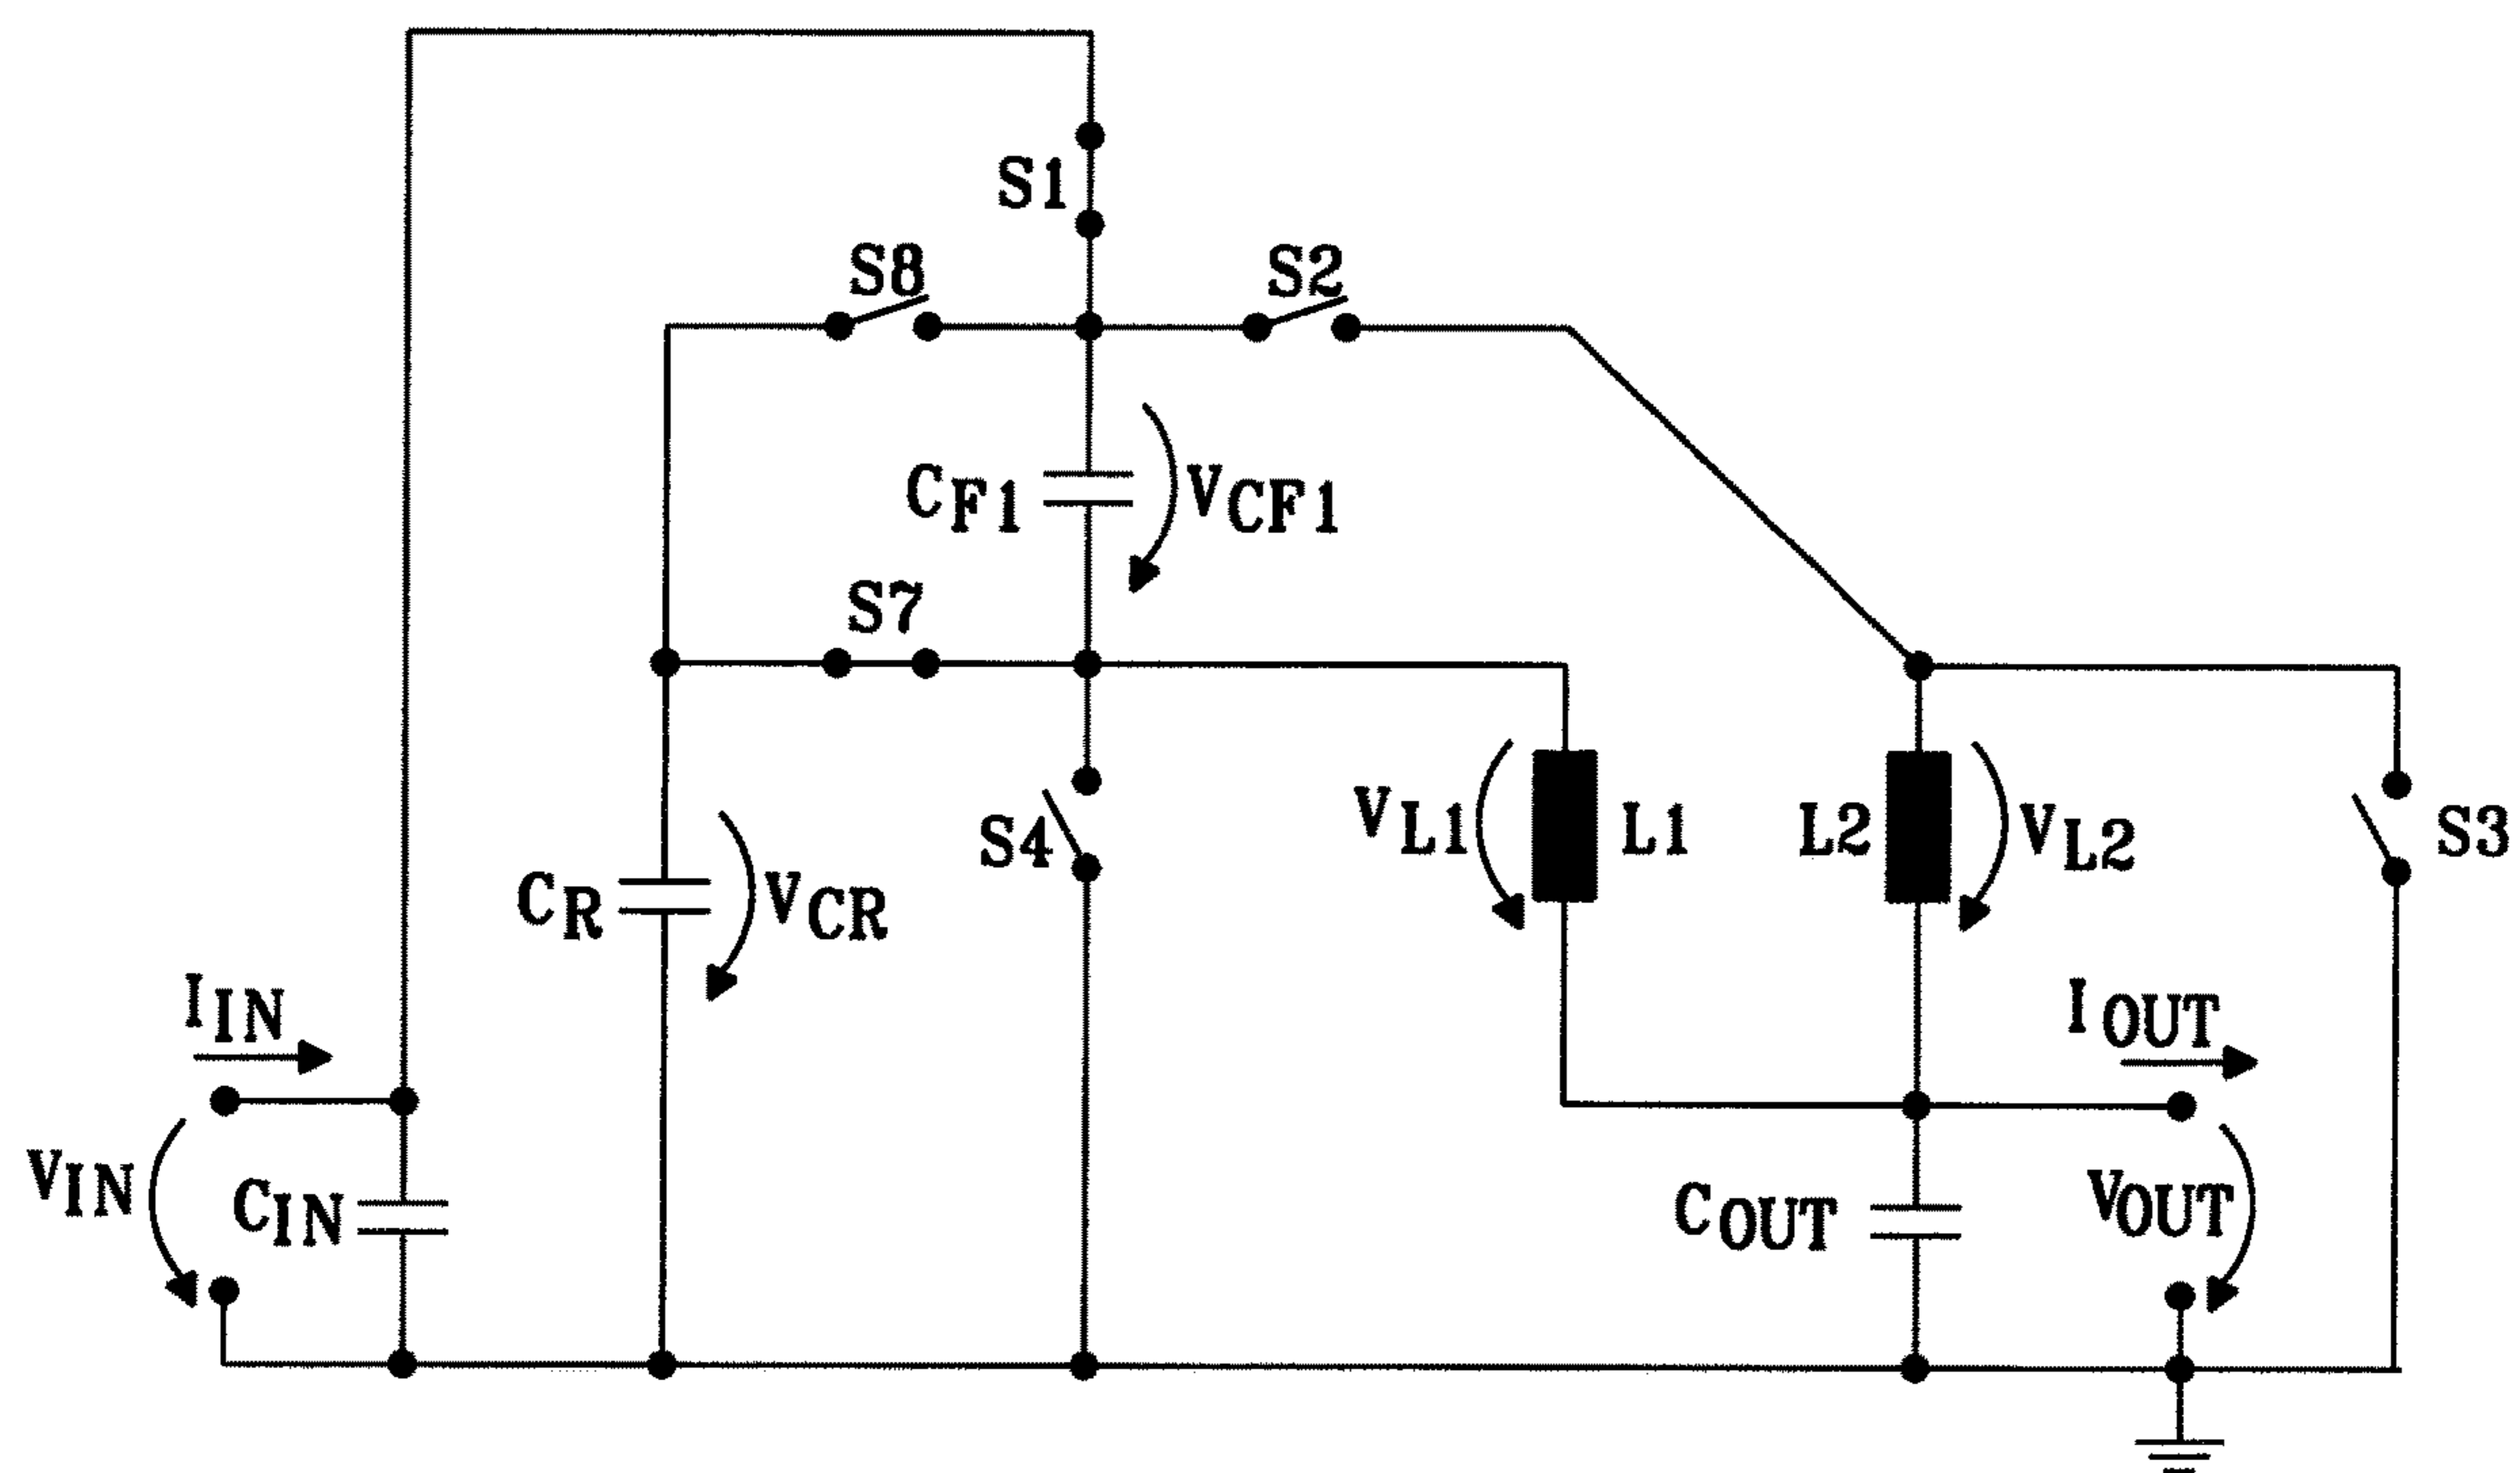 S1
S8
S2
CF1
VCF1
S7
VL1
L1
L2
VL2
S3
S4
CR
VCR
IIN
IOUT
VIN
CIN
COUT
VOUT